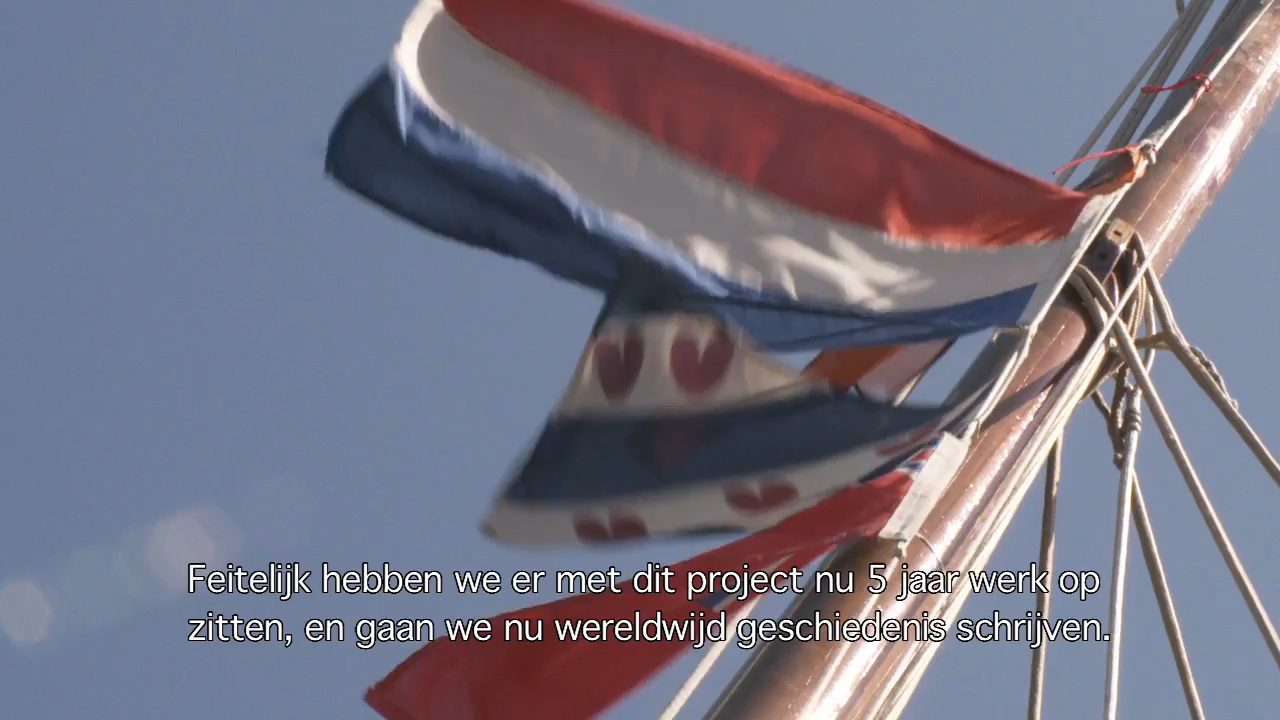 Feitelijk hebben we er met dit project nu 5 jaar werk op
zitten, en gaan we nu wereldwijd geschiedenis schrijven.